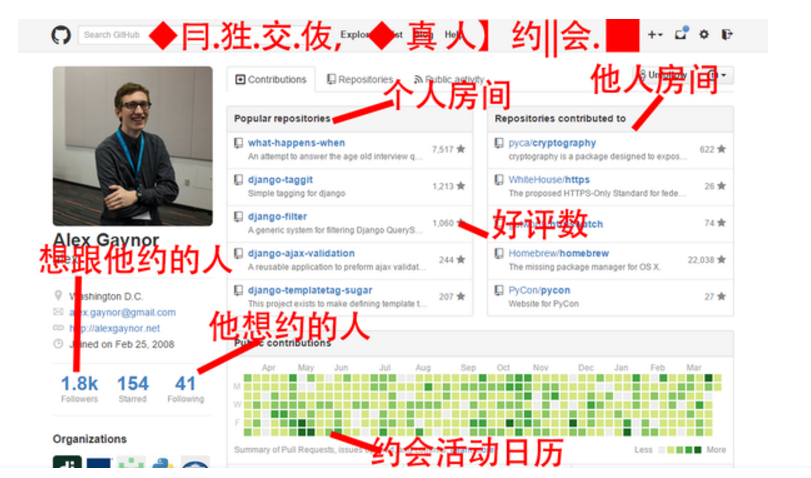 Search GitHub
◆冃.狌.交.伖, ◆ 真 人】 约||会.
Contributions
Repositories
Public activity
个人房间
他人房间
Popular repositories
what-happens-when
An attempt to answer the age old interview q...
7,517
django-taggit
Simple tagging for django
1,213
django-filter
A generic system for filtering Django QueryS...
1,060
好评数
django-ajax-validation
A reusable application to preform ajax validat...
244
django-templatetag-sugar
This project exists to make defining template t...
207
Repositories contributed to
pyca/cryptography
cryptography is a package designed to expos...
622
WhiteHouse/https
The proposed HTTPS-Only Standard for fede...
26
74
Homebrew/homebrew
The missing package manager for OS X.
22,038
PyCon/pycon
Website for PyCon
27
Alex Gaynor
想跟他约的人
Washington D.C.
alex.gaynor@gmail.com
http://alexgaynor.net
Joined on Feb 25, 2008
他想约的人
1.8k
Followers
154
Starred
41
Following
Organizations
Public contributions
Apr May Jun Jul Aug Sep Oct Nov Dec Jan Feb Mar
M
W
F
约会活动日历
Summary of Pull Requests, issues
Less
More